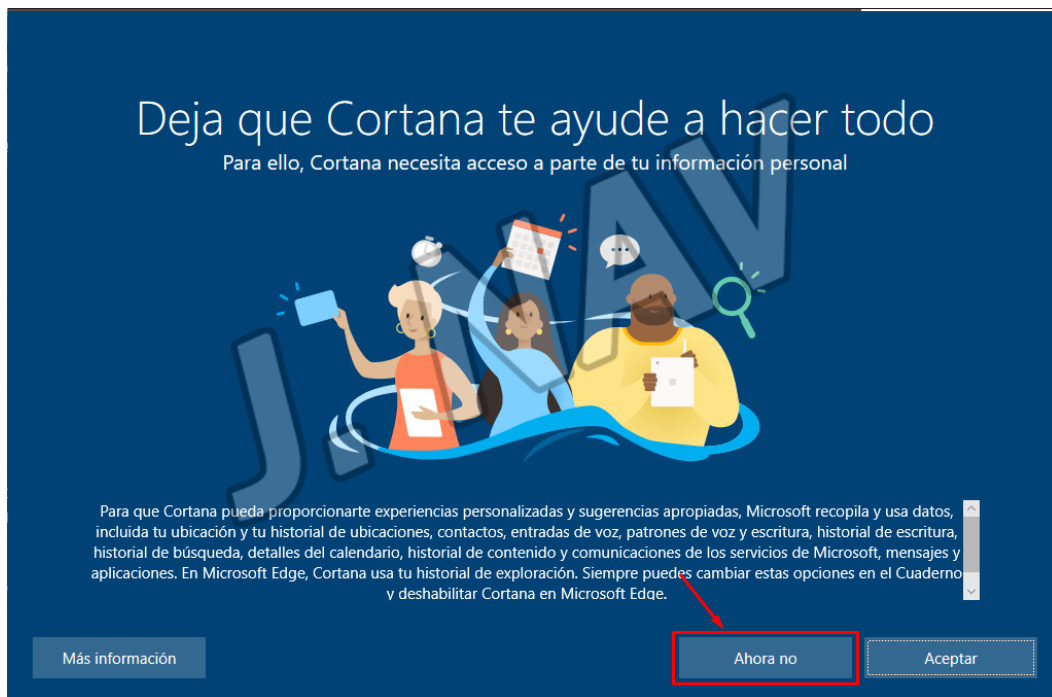 Deja que Cortana te ayude a hacer todo
Para ello, Cortana necesita acceso a parte de tu información personal
J.NAV
Para que Cortana pueda proporcionarte experiencias personalizadas y sugerencias apropiadas, Microsoft recopila y usa datos,
incluida tu ubicación y tu historial de ubicaciones, contactos, entradas de voz, patrones de voz y escritura, historial de escritura,
historial de búsqueda, detalles del calendario, historial de contenido y comunicaciones de los servicios de Microsoft, mensajes y
aplicaciones. En Microsoft Edge, Cortana usa tu historial de exploración. Siempre puedes cambiar estas opciones en el Cuaderno
y deshabilitar Cortana en Microsoft Edge.
Más información
Ahora no
Aceptar